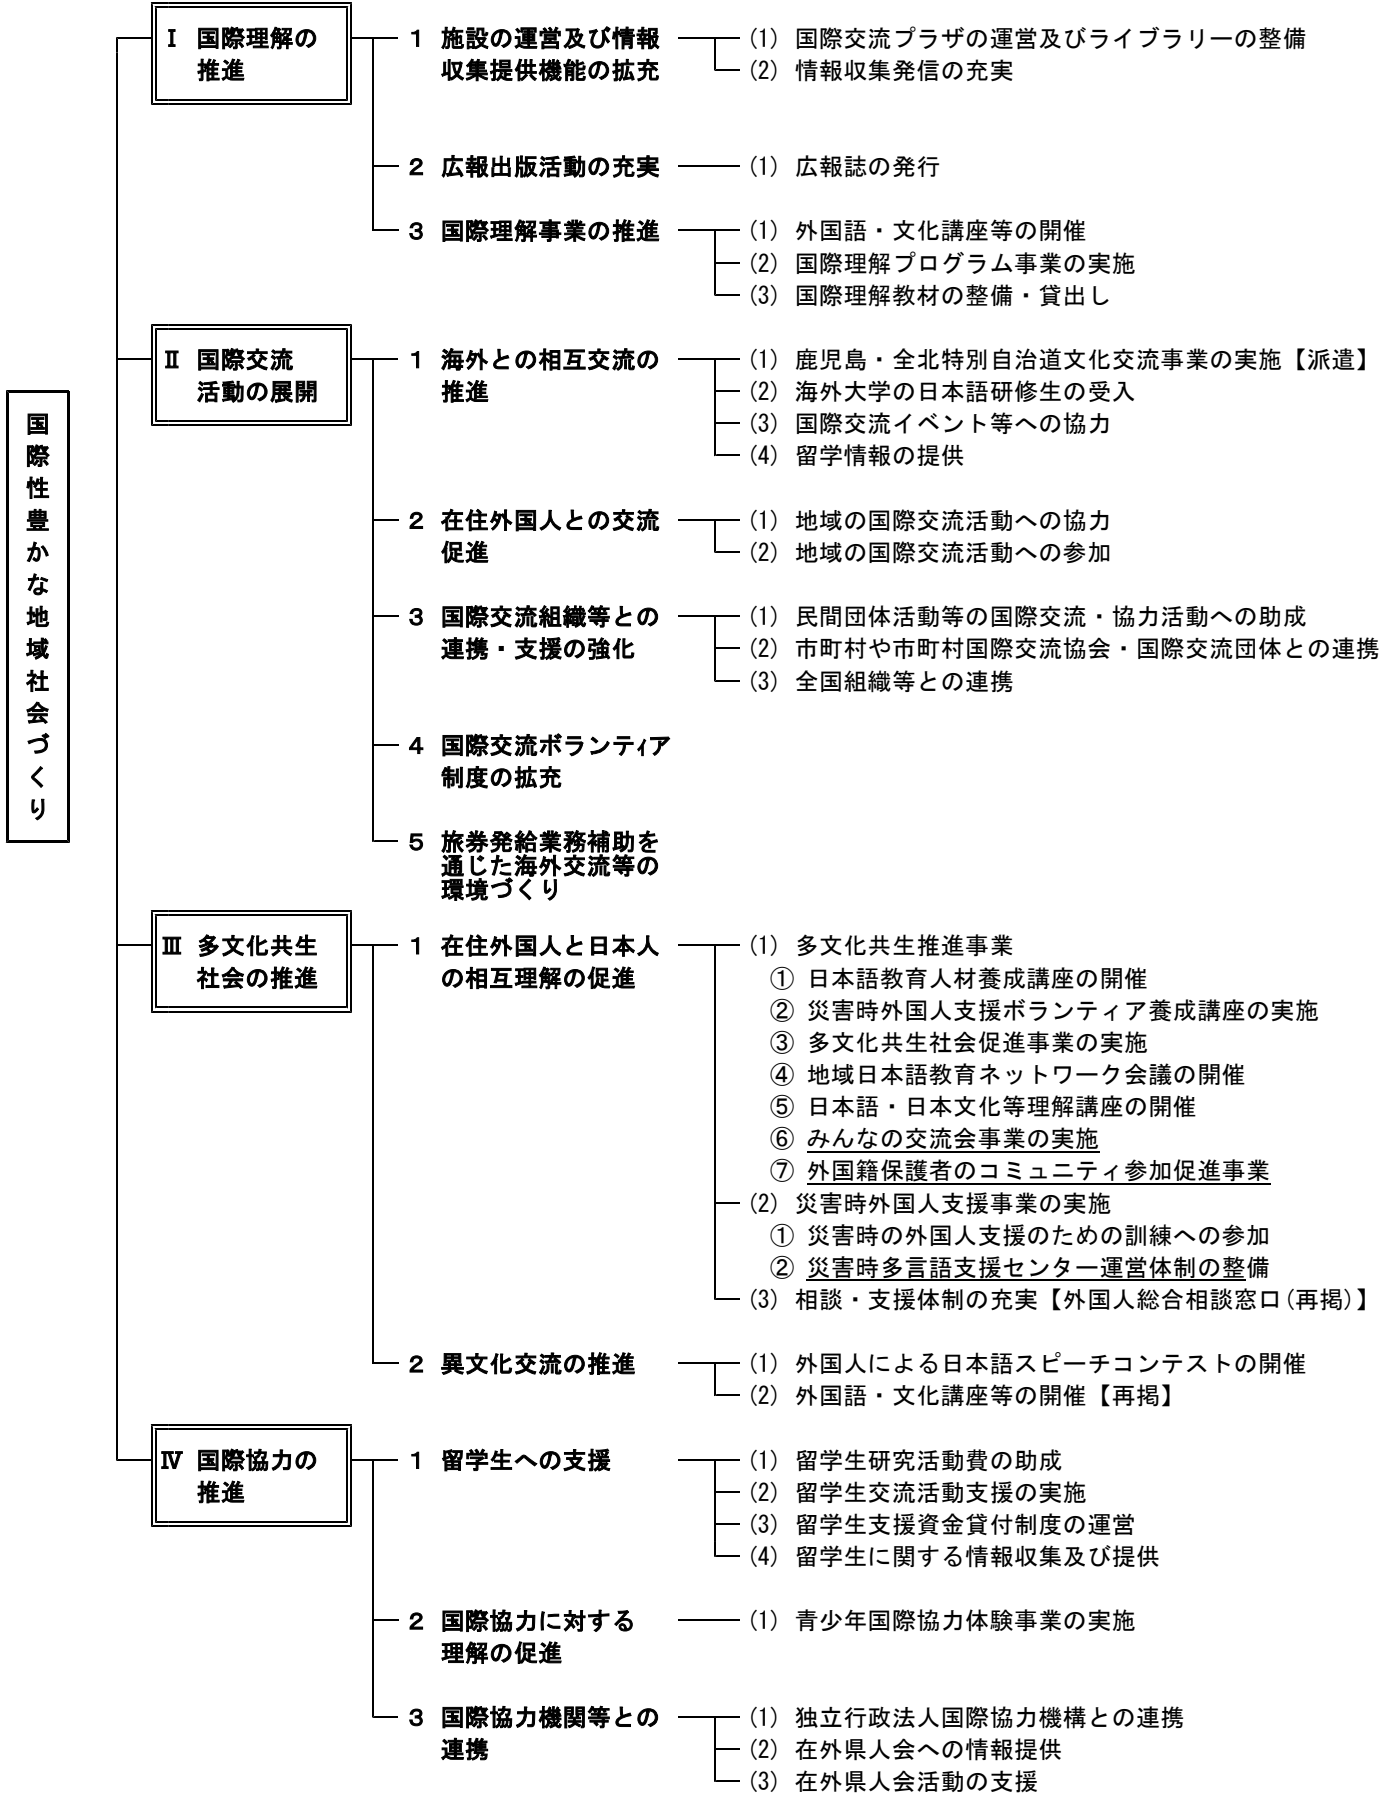 国際性豊かな地域社会づくり
Ⅰ 国際理解の
推進
1 施設の運営及び情報
収集提供機能の拡充
(1) 国際交流プラザの運営及びライブラリーの整備
(2) 情報収集発信の充実
2 広報出版活動の充実
(1) 広報誌の発行
3 国際理解事業の推進
(1) 外国語・文化講座等の開催
(2) 国際理解プログラム事業の実施
(3) 国際理解教材の整備・貸出し
Ⅱ 国際交流
活動の展開
1 海外との相互交流の
推進
(1) 鹿児島・全北特別自治道文化交流事業の実施【派遣】
(2) 海外大学の日本語研修生の受入
(3) 国際交流イベント等への協力
(4) 留学情報の提供
2 在住外国人との交流
促進
(1) 地域の国際交流活動への協力
(2) 地域の国際交流活動への参加
3 国際交流組織等との
連携・支援の強化
(1) 民間団体活動等の国際交流・協力活動への助成
(2) 市町村や市町村国際交流協会・国際交流団体との連携
(3) 全国組織等との連携
4 国際交流ボランティア
制度の拡充
5 旅券発給業務補助を
通じた海外交流等の
環境づくり
Ⅲ 多文化共生
社会の推進
1 在住外国人と日本人
の相互理解の促進
(1) 多文化共生推進事業
① 日本語教育人材養成講座の開催
② 災害時外国人支援ボランティア養成講座の実施
③ 多文化共生社会促進事業の実施
④ 地域日本語教育ネットワーク会議の開催
⑤ 日本語・日本文化等理解講座の開催
⑥ みんなの交流会事業の実施
⑦ 外国籍保護者のコミュニティ参加促進事業
(2) 災害時外国人支援事業の実施
① 災害時の外国人支援のための訓練への参加
② 災害時多言語支援センター運営体制の整備
(3) 相談・支援体制の充実【外国人総合相談窓口(再掲)】
2 異文化交流の推進
(1) 外国人による日本語スピーチコンテストの開催
(2) 外国語・文化講座等の開催【再掲】
Ⅳ 国際協力の
推進
1 留学生への支援
(1) 留学生研究活動費の助成
(2) 留学生交流活動支援の実施
(3) 留学生支援資金貸付制度の運営
(4) 留学生に関する情報収集及び提供
2 国際協力に対する
理解の促進
(1) 青少年国際協力体験事業の実施
3 国際協力機関等との
連携
(1) 独立行政法人国際協力機構との連携
(2) 在外県人会への情報提供
(3) 在外県人会活動の支援